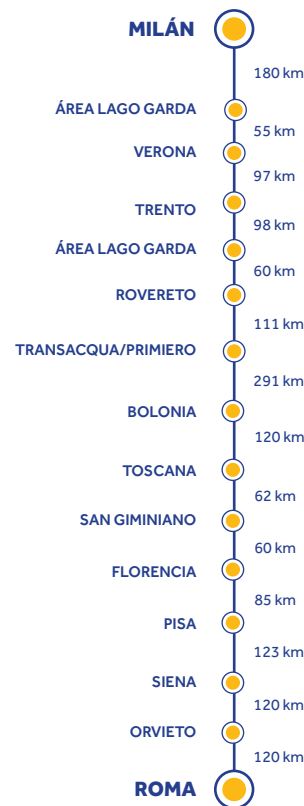 MILÁN
180 km
ÁREA LAGO GARDA
55 km
VERONA
97 km
TRENTO
98 km
ÁREA LAGO GARDA
60 km
ROVERETO
111 km
TRANSACQUA/PRIMIERO
291 km
BOLONIA
120 km
TOSCANA
62 km
SAN GIMINIANO
60 km
FLORENCIA
85 km
PISA
123 km
SIENA
120 km
ORVIETO
120 km
ROMA